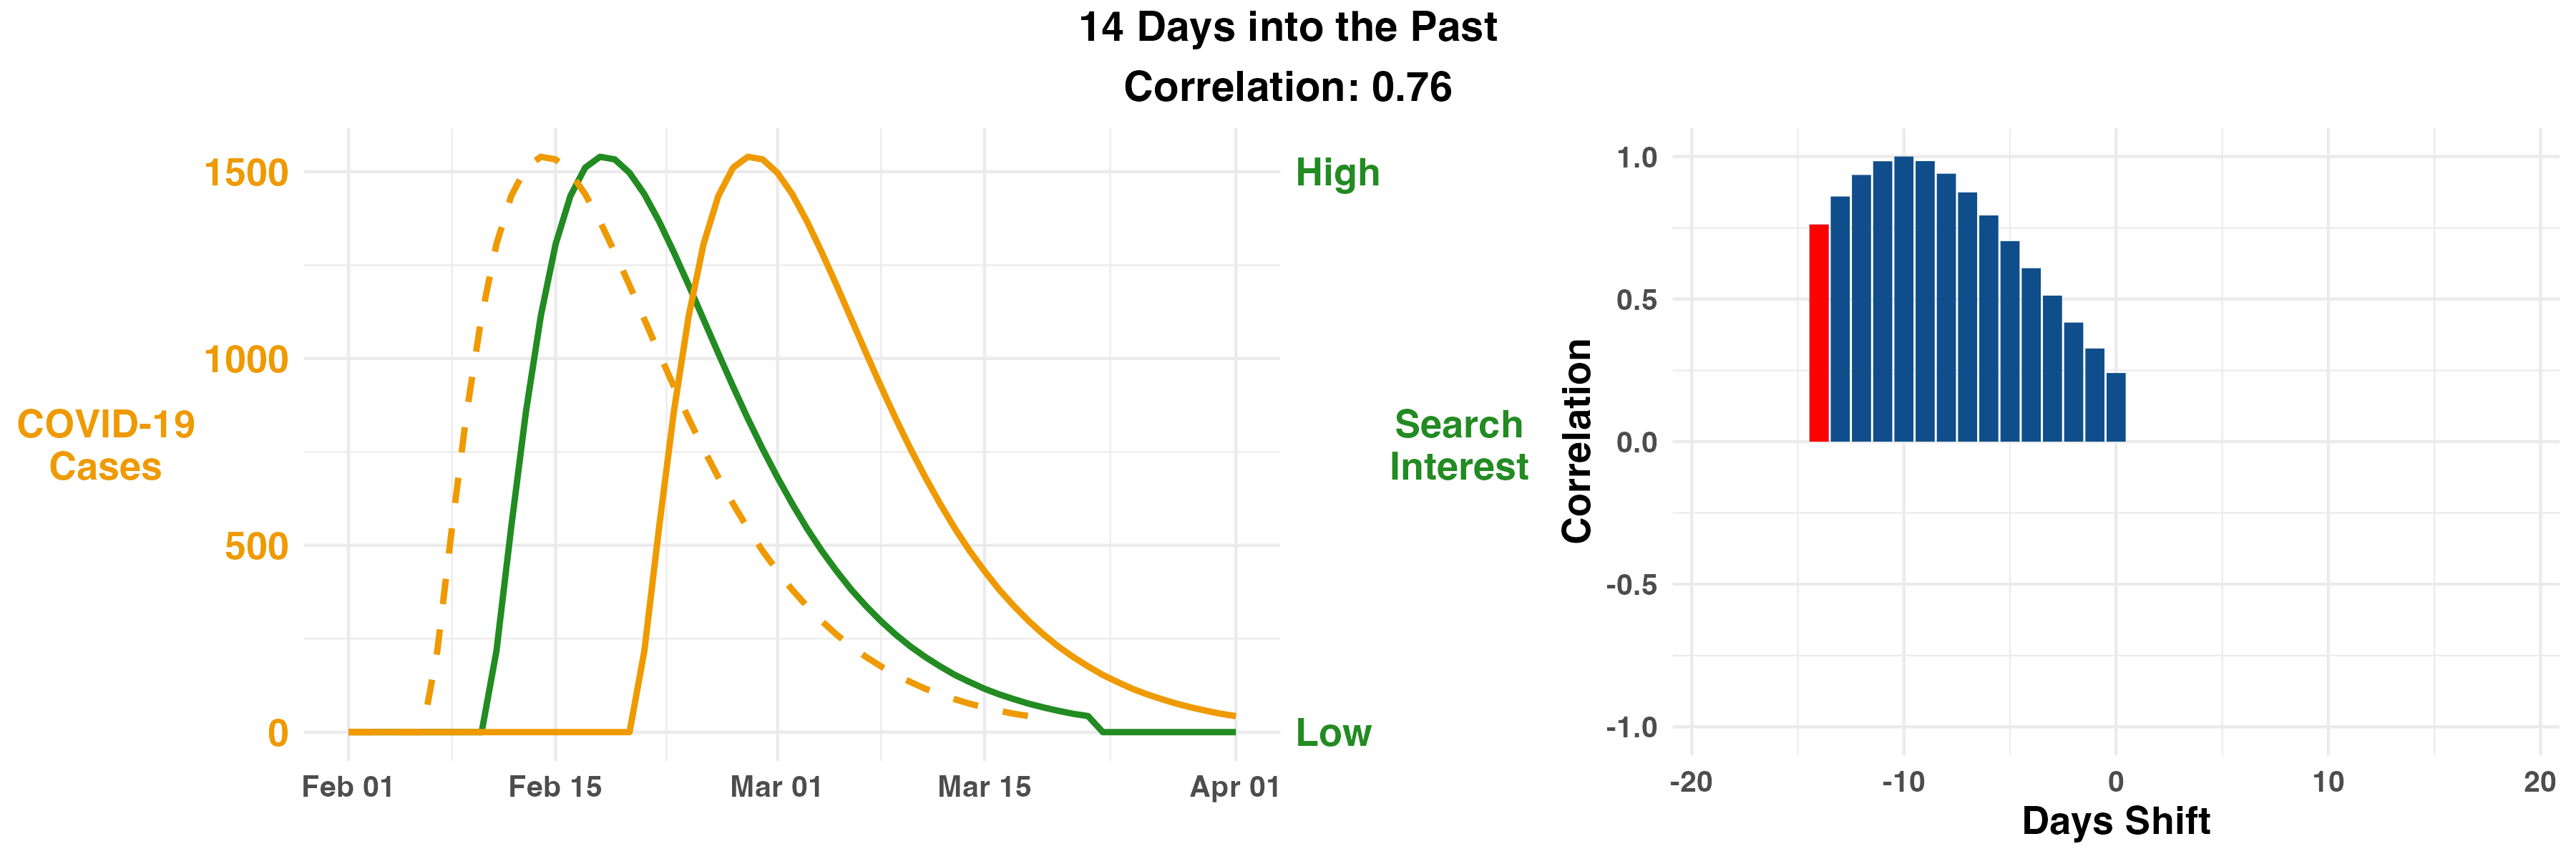 14 Days into the Past
Correlation: 0.76
COVID-19
Cases
1500
1000
500
0
Feb 01
Feb 15
Mar 01
Mar 15
Apr 01
High
Low
Search
Interest
Correlation
1.0
0.5
0.0
-0.5
-1.0
-20
-10
0
10
20
Days Shift